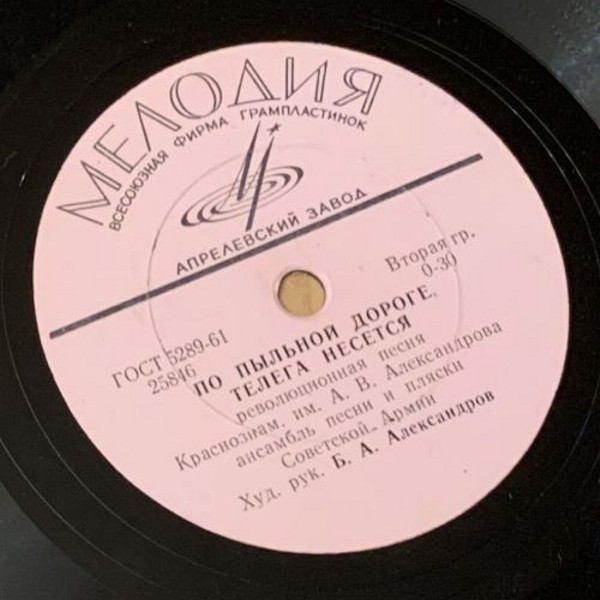 МЕЛОДИЯ
ВСЕСОЮЗНАЯ ФИРМА ГРАМПЛАСТИНОК
АПРЕЛЕВСКИЙ ЗАВОД
ГОСТ 5289-61
25846
Вторая гр.
0-30
ПО ПЫЛЬНОЙ ДОРОГЕ
ТЕЛЕГА НЕСЕТСЯ
революционная песня
Краснознам. им. А. В. Александрова
ансамбль песни и пляски
Советской Армии
Худ. рук. Б. А. Александров